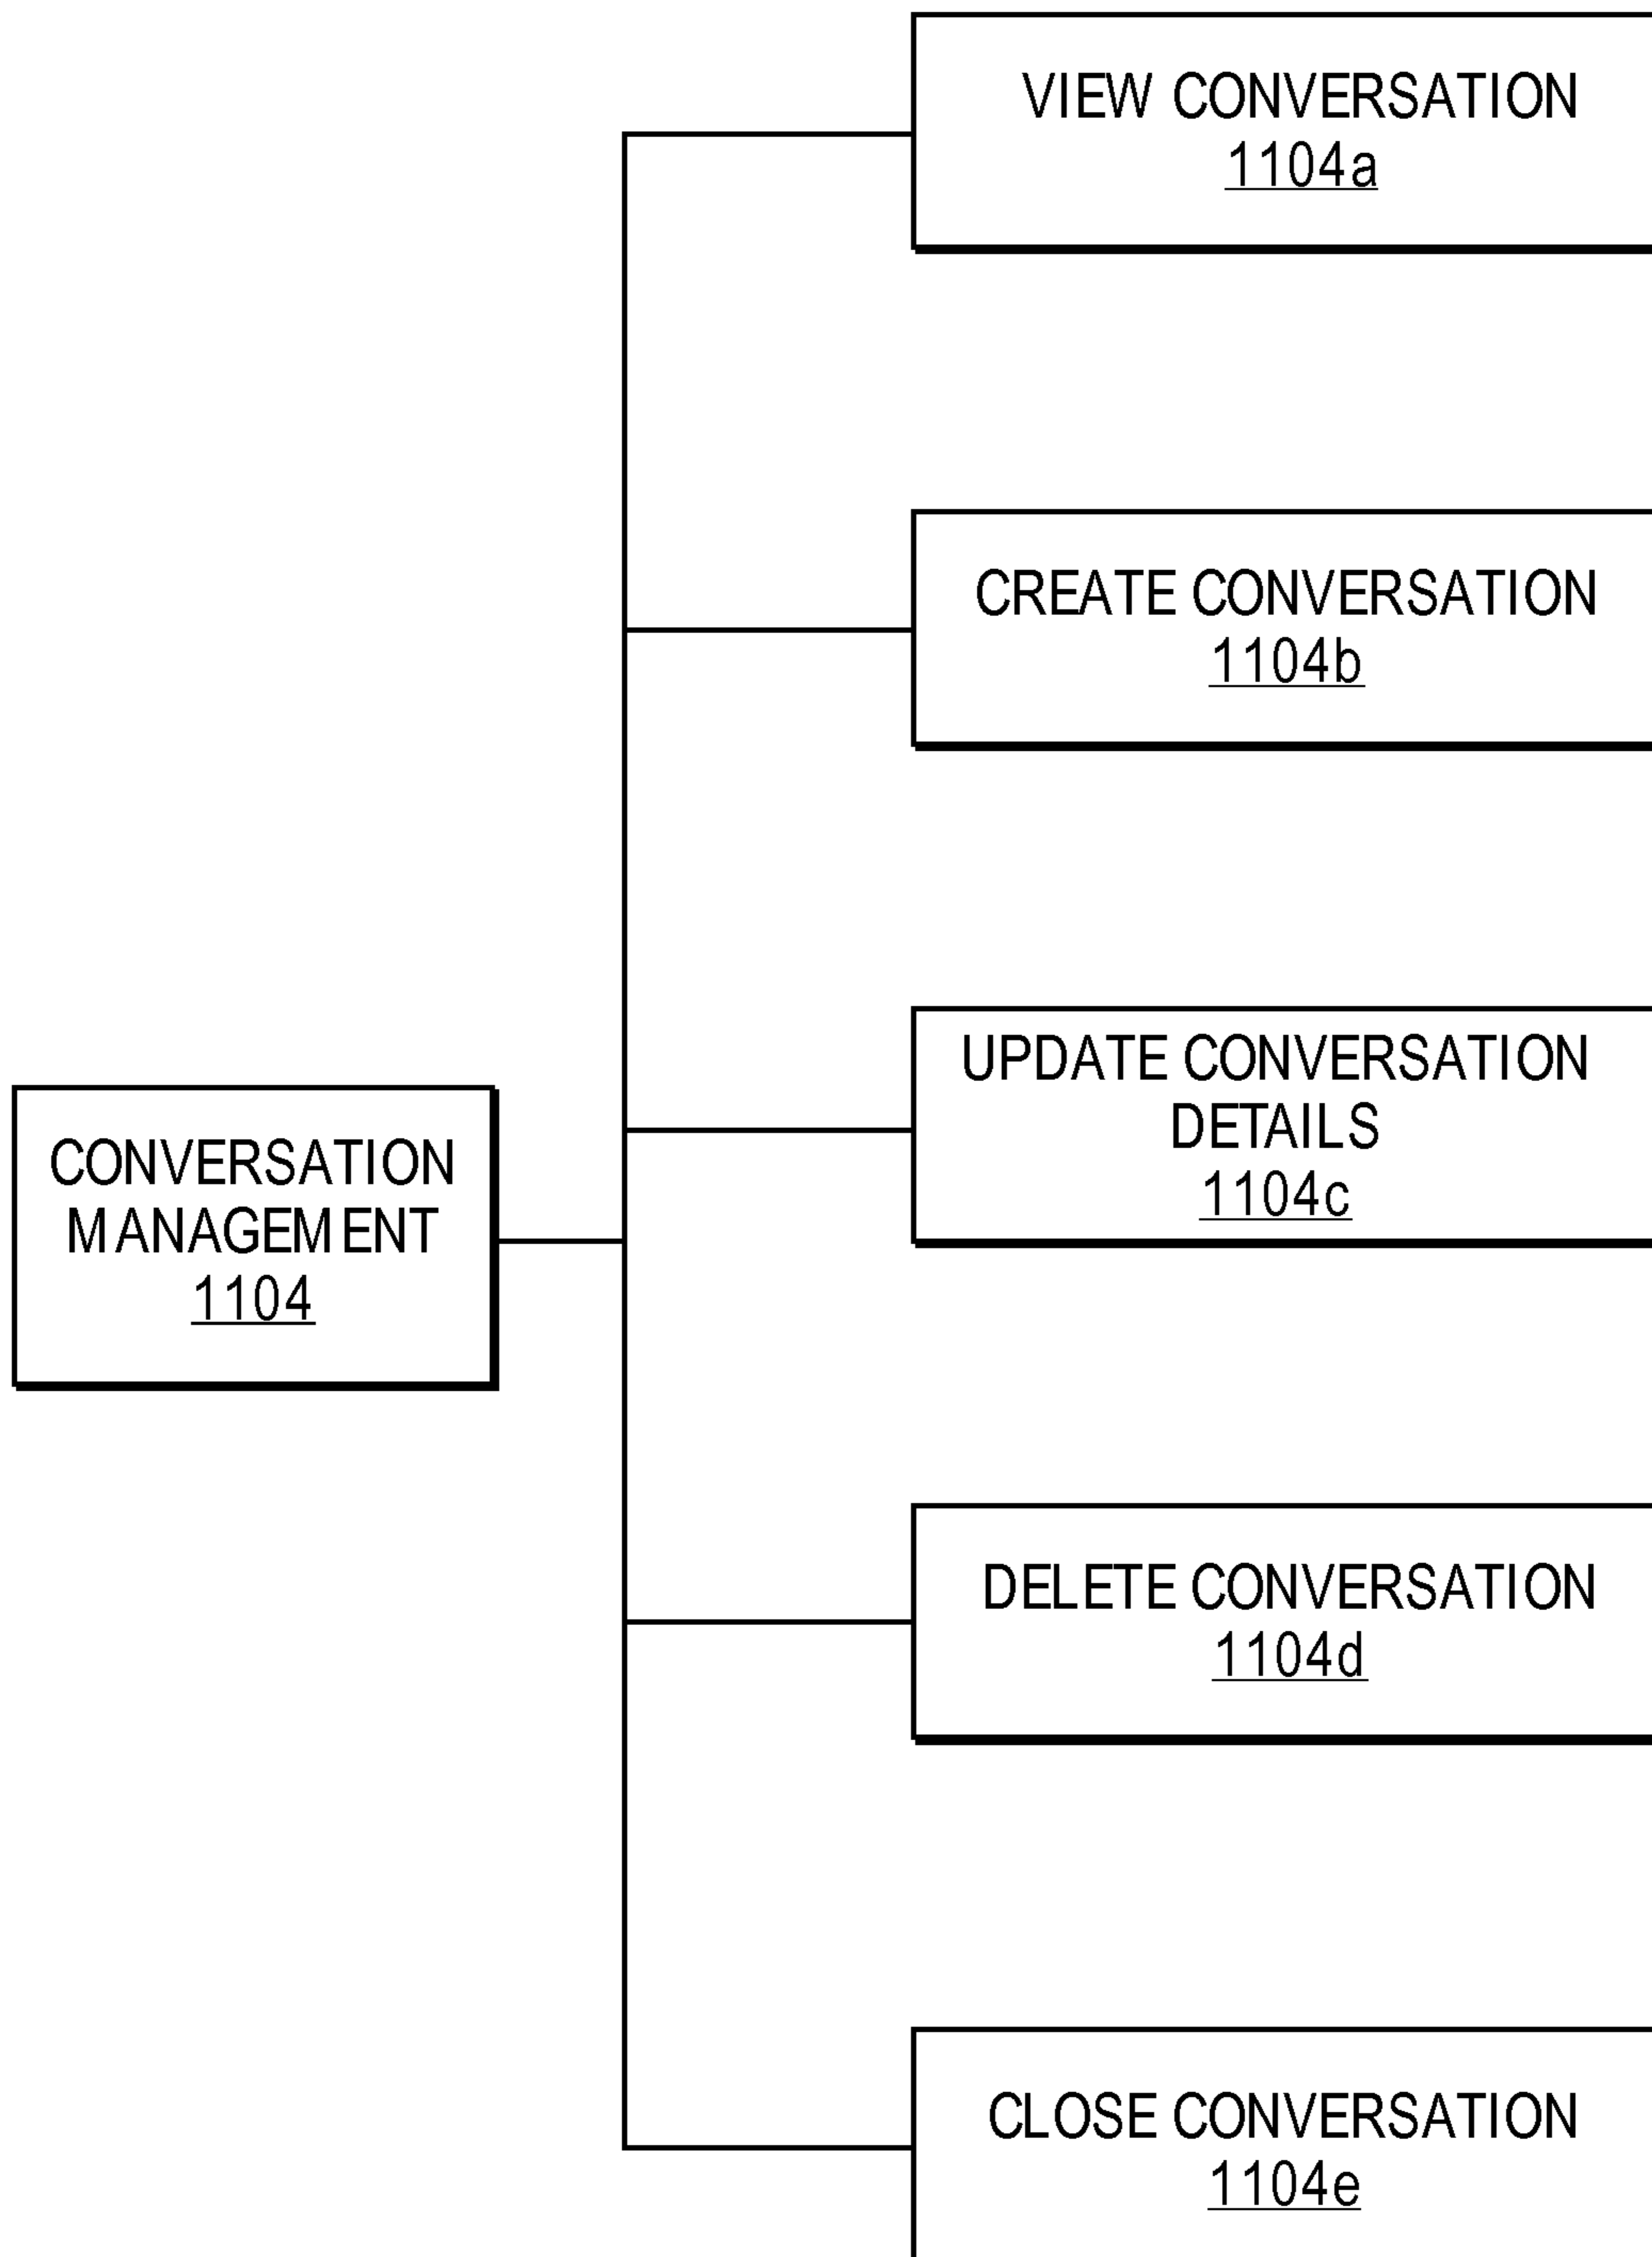 VIEW CONVERSATION
1104a
CREATE CONVERSATION
1104b
UPDATE CONVERSATION
DETAILS
1104c
CONVERSATION
MANAGEMENT
1104
DELETE CONVERSATION
1104d
CLOSE CONVERSATION
1104e